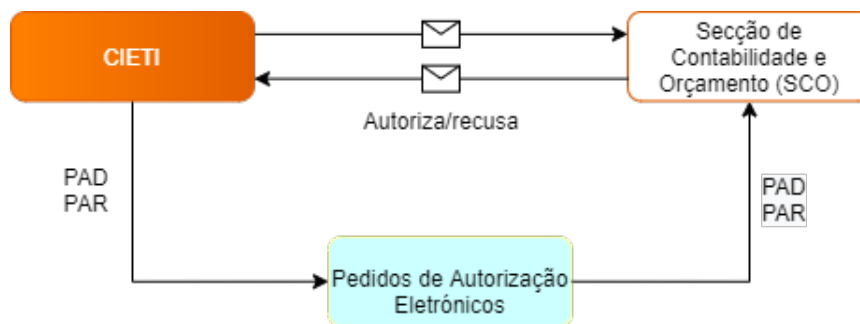 CIETI
Secção de
Contabilidade e
Orçamento (SCO)
Autoriza/recusa
PAD
PAR
PAD
PAR
Pedidos de Autorização
Eletrónicos